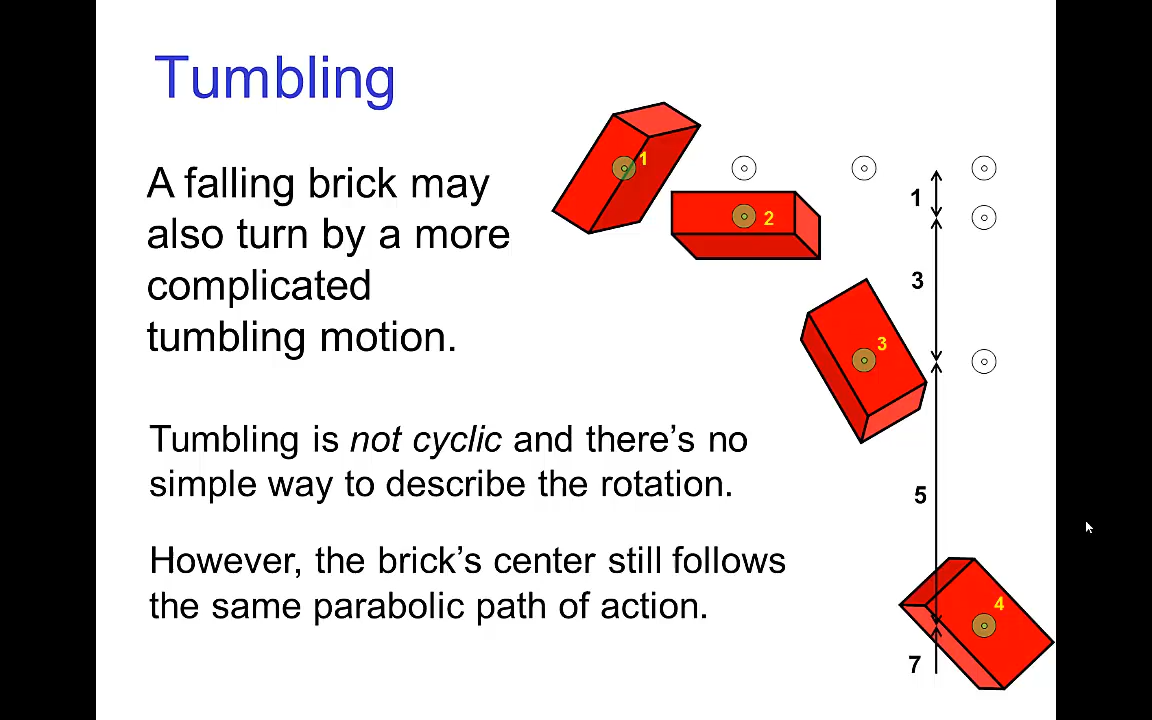 Tumbling
A falling brick may
also turn by a more
complicated
tumbling motion.
Tumbling is not cyclic and there’s no
simple way to describe the rotation.
However, the brick’s center still follows
the same parabolic path of action.
1
2
3
4
1
3
5
7